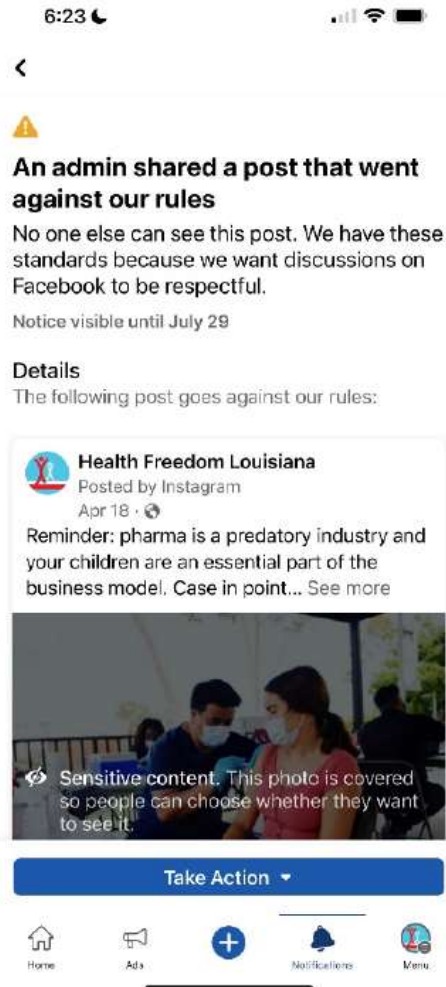 6:23
An admin shared a post that went
against our rules
No one else can see this post. We have these
standards because we want discussions on
Facebook to be respectful.
Notice visible until July 29
Details
The following post goes against our rules:
Health Freedom Louisiana
Posted by Instagram
Apr 18 ·
Reminder: pharma is a predatory industry and
your children are an essential part of the
business model. Case in point... See more
Sensitive content. This photo is covered
so people can choose whether they want
to see it.
Take Action
Home
Ads
Notifications
Menu